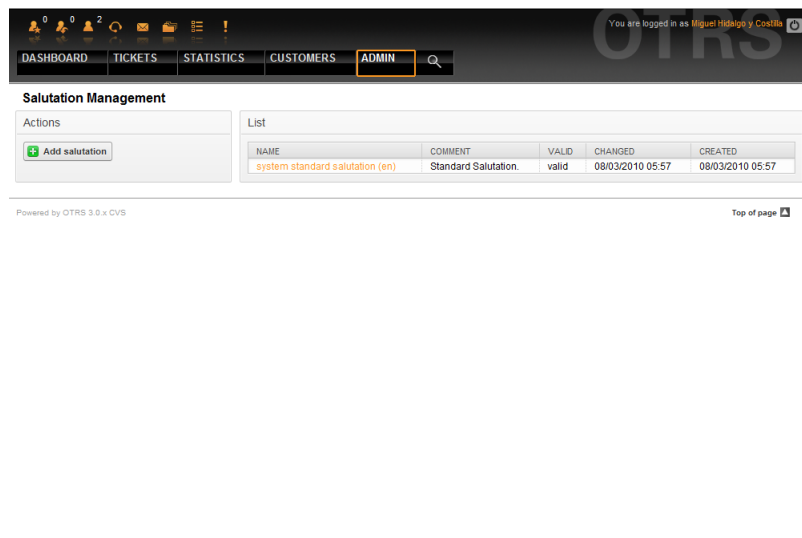 0 0 2
You are logged in as Miguel Hidalgo y Costilla
OTRS
DASHBOARD TICKETS STATISTICS CUSTOMERS ADMIN
Salutation Management
Actions
Add salutation
List
NAME COMMENT VALID CHANGED CREATED
system standard salutation (en) Standard Salutation. valid 08/03/2010 05:57 08/03/2010 05:57
Powered by OTRS 3.0.x CVS
Top of page